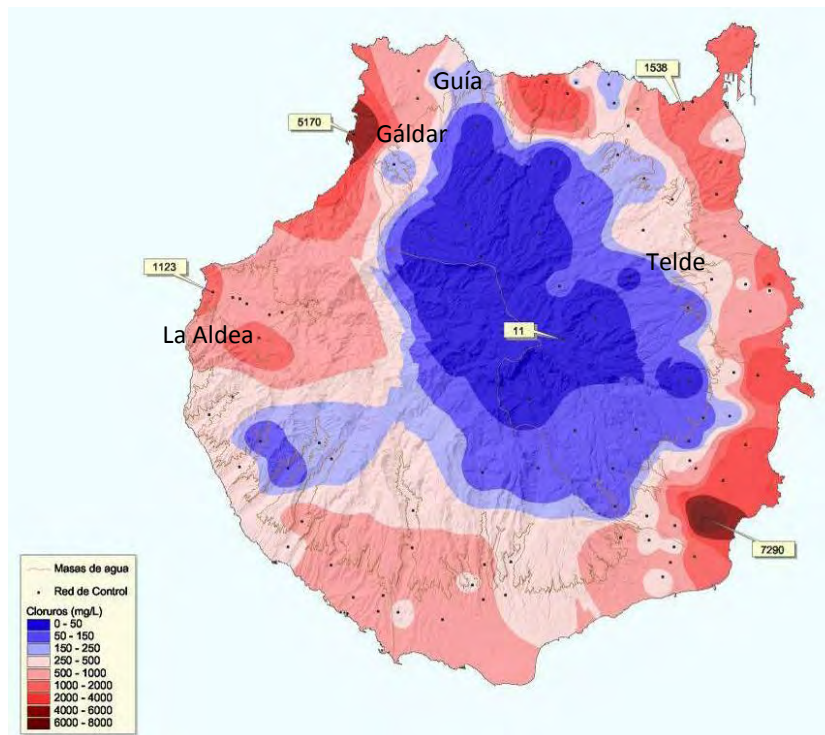 1538
Guía
5170
Gáldar
Telde
1123
La Aldea
11
7290
Masas de agua
Red de Control
Cloruros (mg/L)
0 - 50
50 - 150
150 - 250
250 - 500
500 - 1000
1000 - 2000
2000 - 4000
4000 - 6000
6000 - 8000